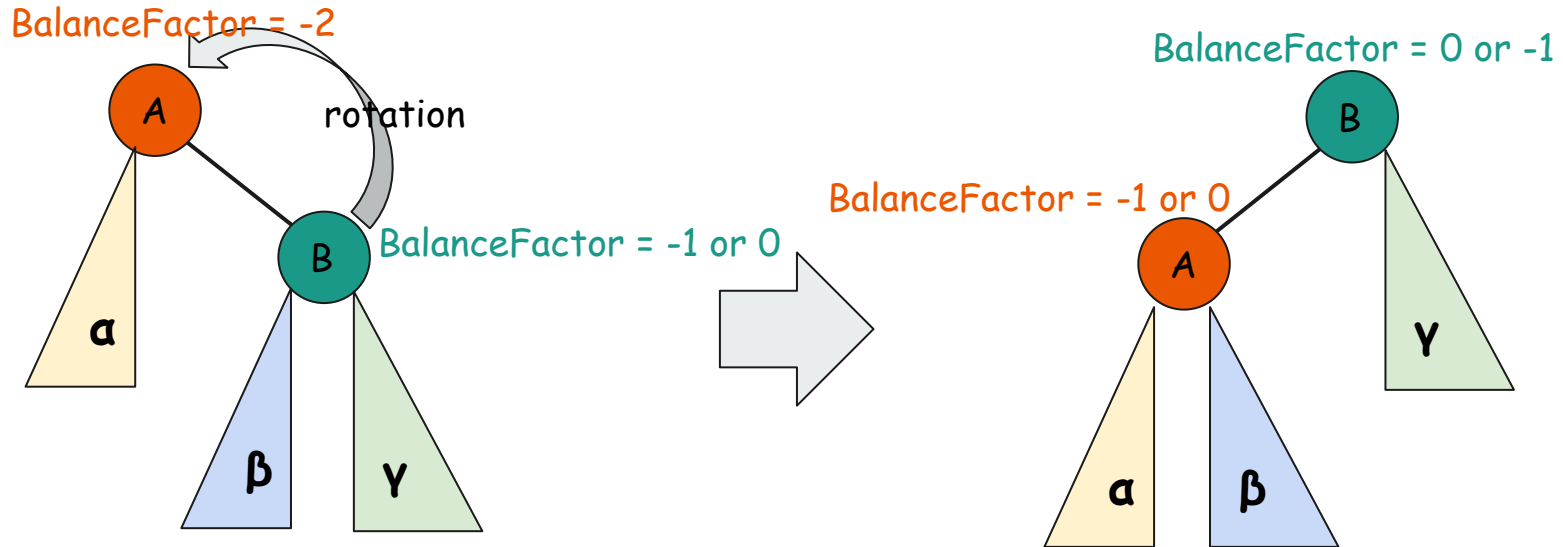 BalanceFactor = -2
A
rotation
B
BalanceFactor = -1 or 0
α
β
γ
BalanceFactor = 0 or -1
B
BalanceFactor = -1 or 0
A
γ
α
β